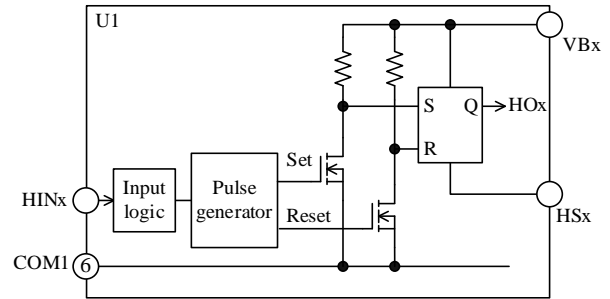 U1
VBx
S
Q
HOx
R
Set
HINx
Input
logic
Pulse
generator
Reset
HSx
COM1
6